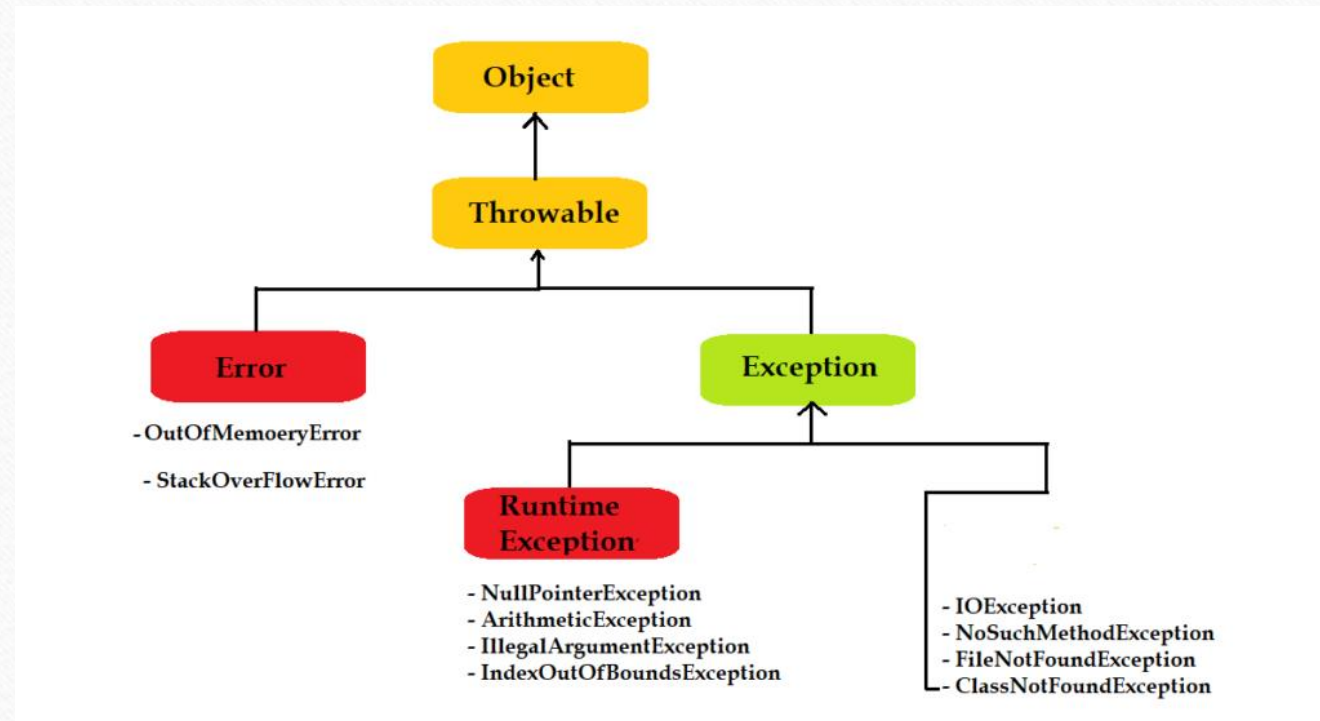 Object
Throwable
Error
Exception
-OutOfMemoeryError
- StackOverFlowError
Runtime
Exception
- NullPointerException
- ArithmeticException
- IllegalArgumentException
- IndexOutOfBoundsException
- IOException
- NoSuchMethodException
- FileNotFoundException
- ClassNotFoundException